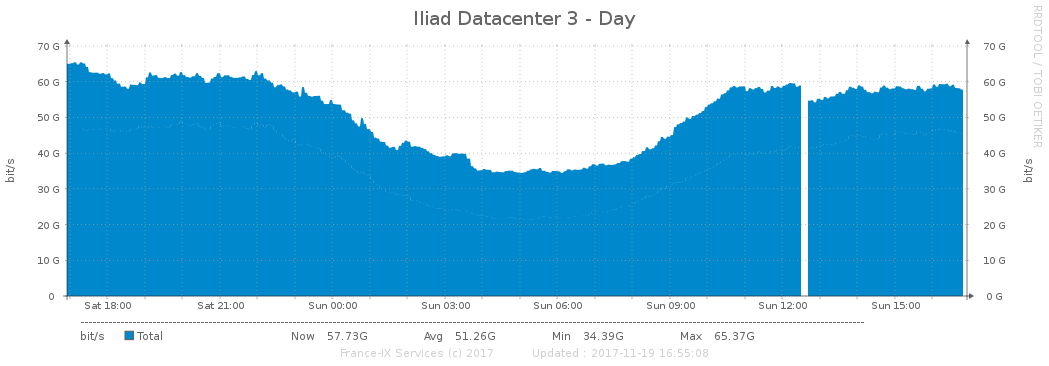 Iliad Datacenter 3 - Day
RRDTOOL / TOBI OETIKER
70 G 70 G
60 G 60 G
50 G 50 G
40 G 40 G
30 G 30 G
20 G 20 G
10 G 10 G
0 0 G
bit/s bit/s
Sat 18:00 Sat 21:00 Sun 00:00 Sun 03:00 Sun 06:00 Sun 09:00 Sun 12:00 Sun 15:00
bit/s Total Now 57.73G Avg 51.26G Min 34.39G Max 65.37G
France-IX Services (c) 2017 Updated : 2017-11-19 16:55:08